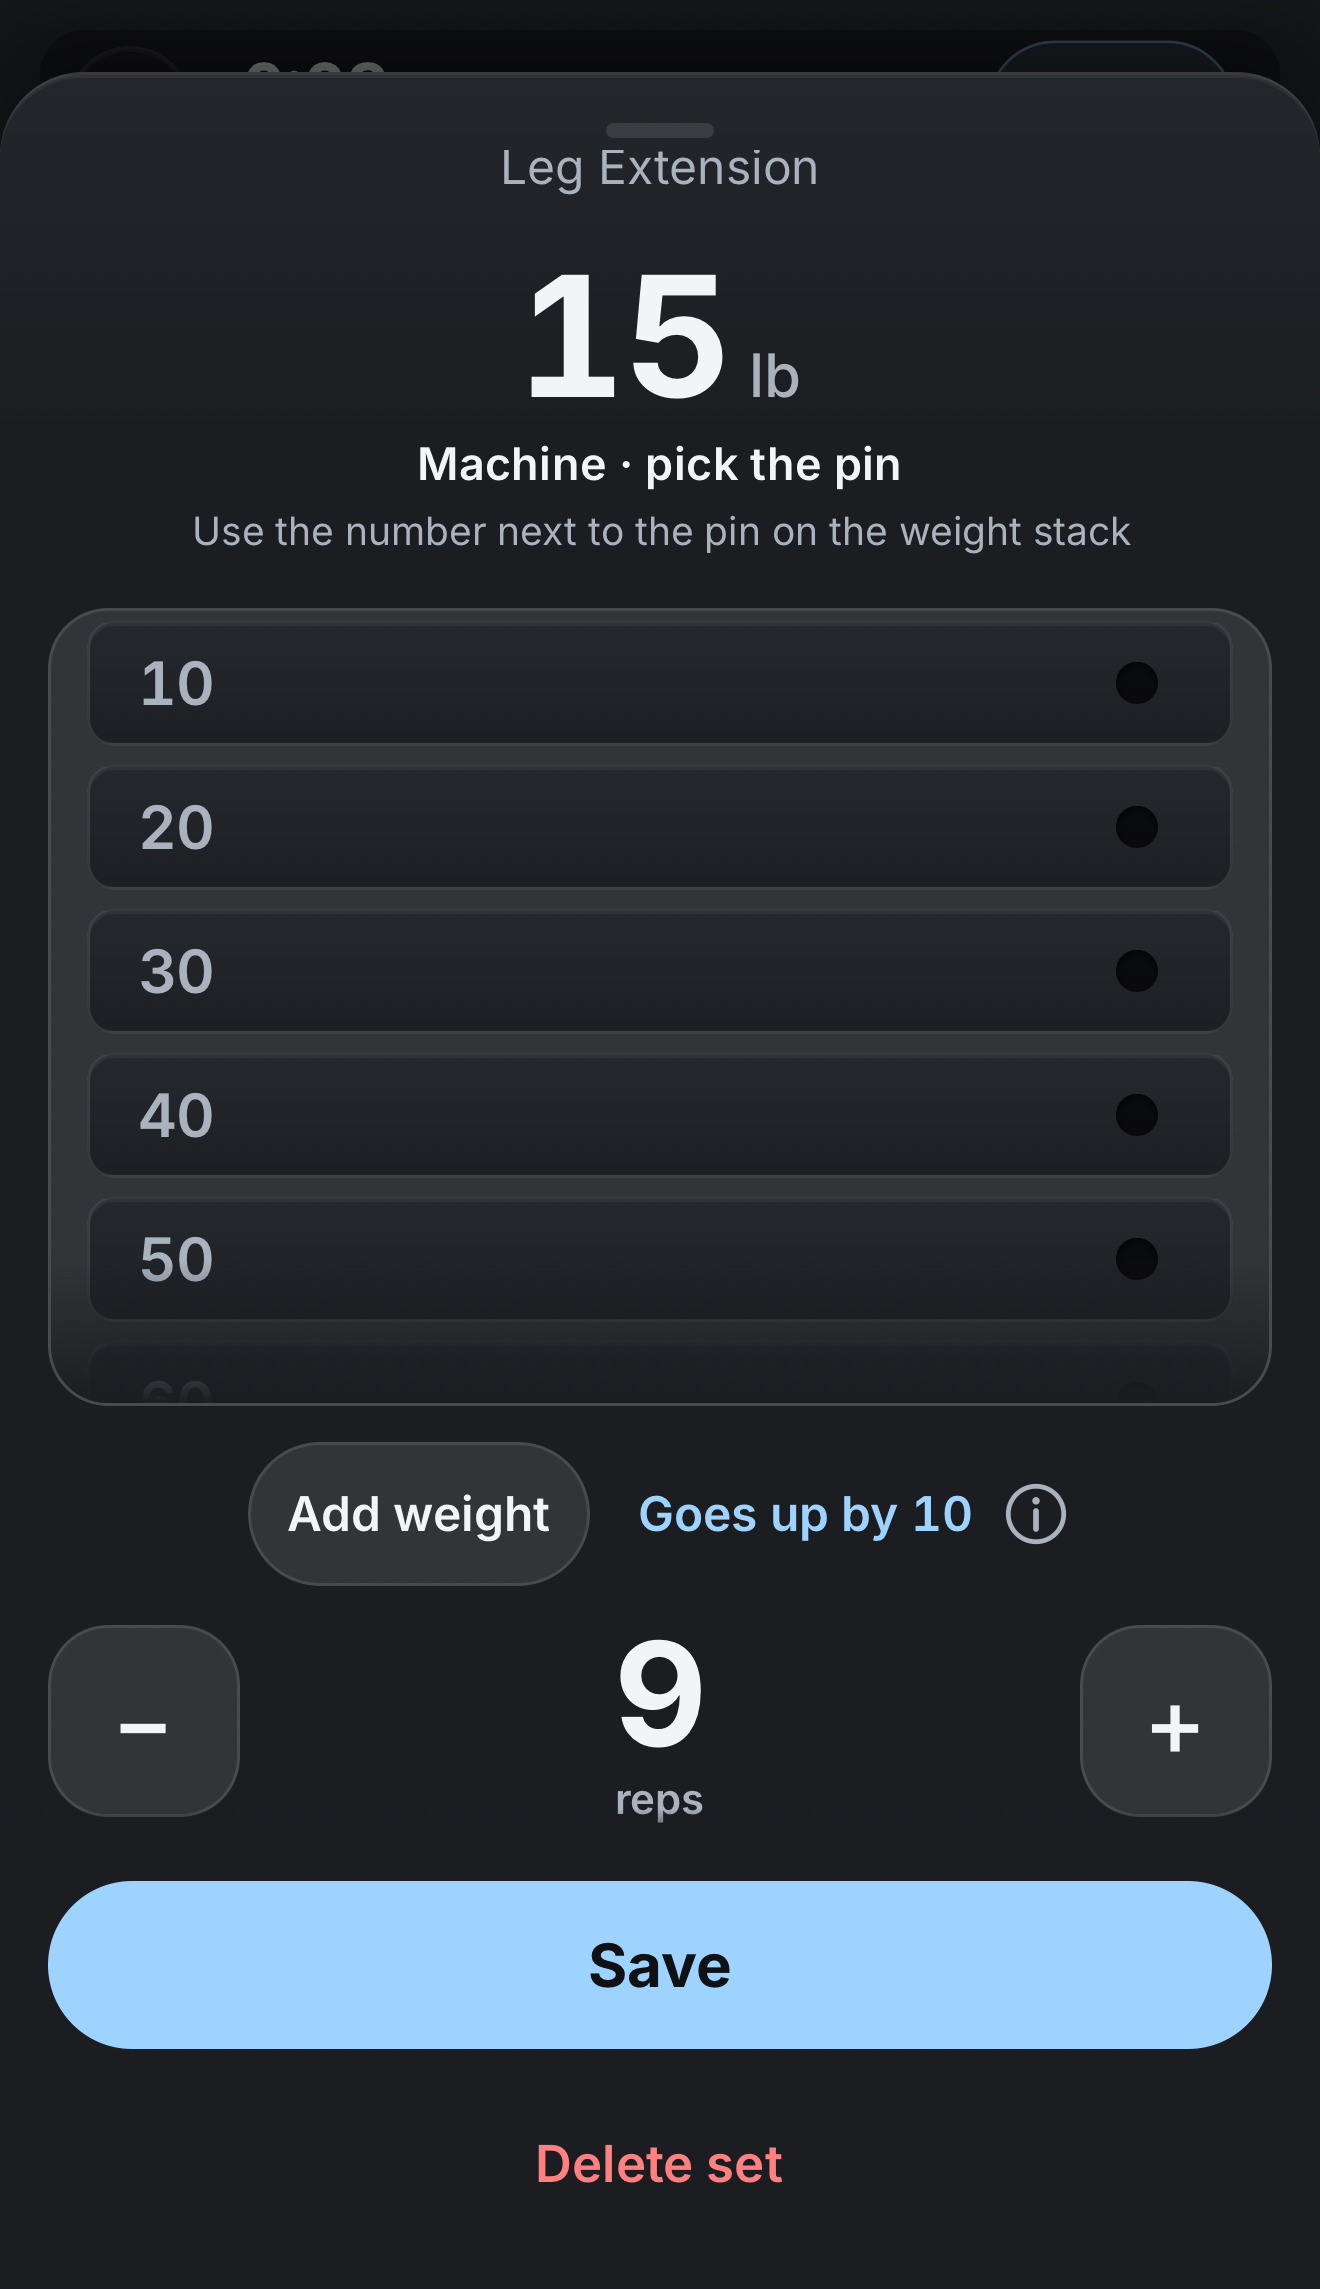 Leg Extension
15 lb
Machine · pick the pin
Use the number next to the pin on the weight stack
10
20
30
40
50
60
Add weight
Goes up by 10
−
9
+
reps
Save
Delete set